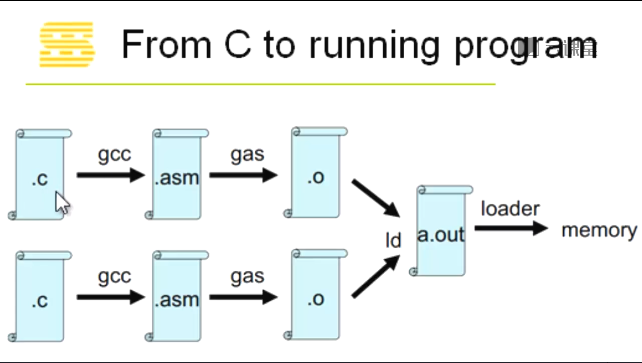 From C to running program
gcc
gas
.c
.asm
.o
loader
ld
a.out
memory
gcc
gas
.c
.asm
.o